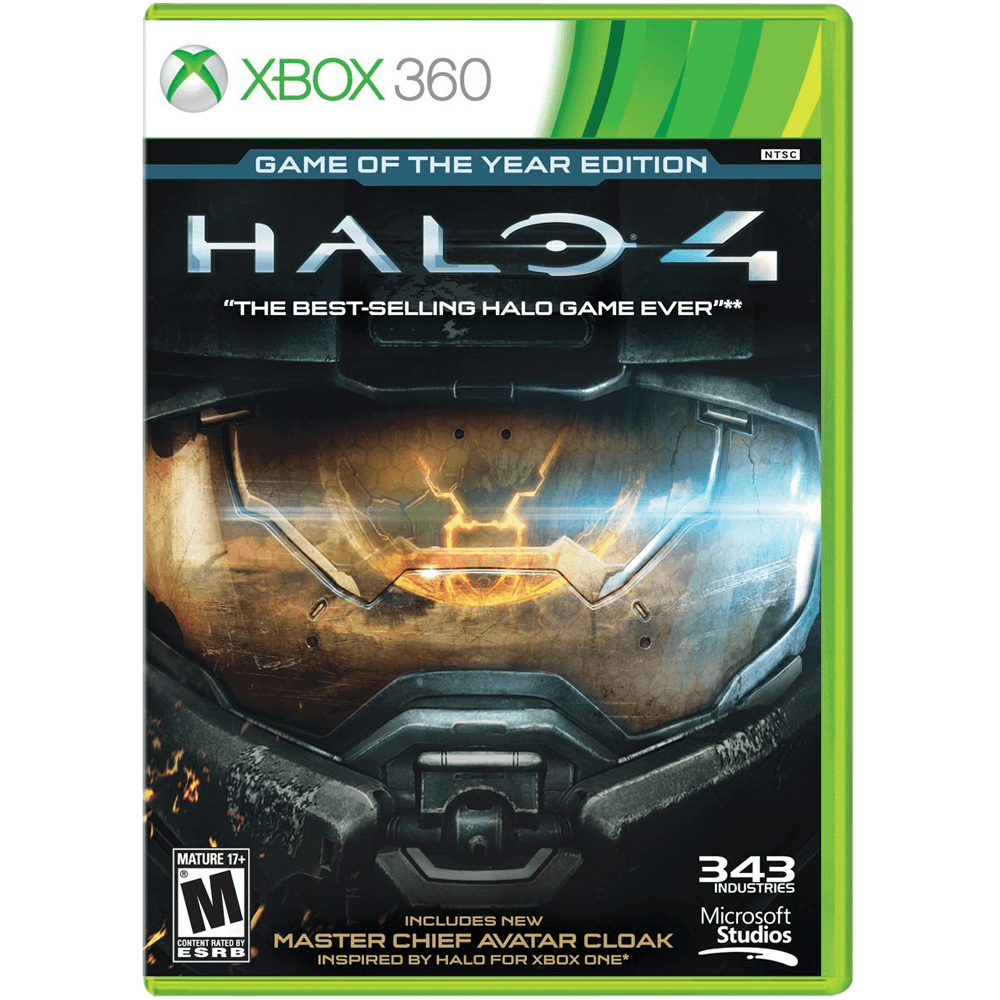 XBOX 360
GAME OF THE YEAR EDITION
NTSC
HALO 4®
“THE BEST-SELLING HALO GAME EVER”**
343
INDUSTRIES
MATURE 17+
M®
CONTENT RATED BY
ESRB
Microsoft
Studios
INCLUDES NEW
MASTER CHIEF AVATAR CLOAK
INSPIRED BY HALO FOR XBOX ONE*